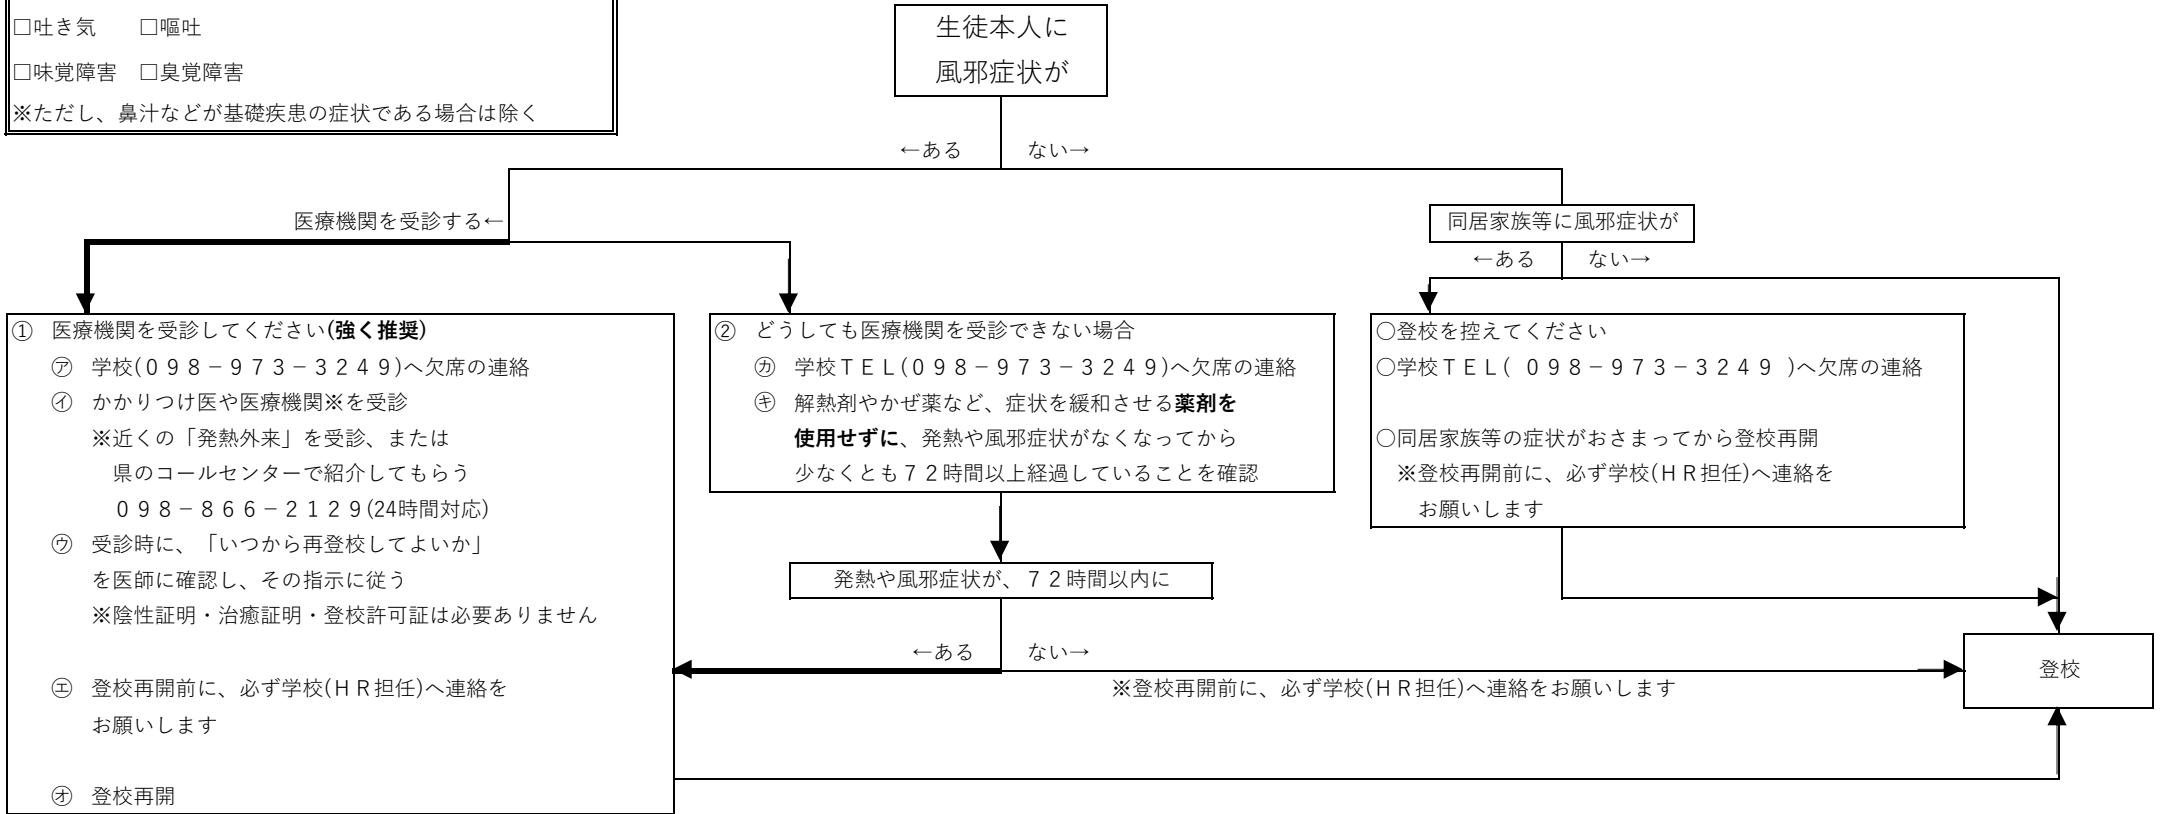 □吐き気　　□嘔吐
□味覚障害　□臭覚障害
※ただし、鼻汁などが基礎疾患の症状である場合は除く
生徒本人に
風邪症状が
←ある　　　ない→
医療機関を受診する←
同居家族等に風邪症状が
←ある　　　ない→
①　医療機関を受診してください(強く推奨)
㋐　学校(０９８－９７３－３２４９)へ欠席の連絡
㋑　かかりつけ医や医療機関※を受診
※近くの「発熱外来」を受診、または
県のコールセンターで紹介してもらう
０９８－８６６－２１２９(24時間対応)
㋒　受診時に、「いつから再登校してよいか」
を医師に確認し、その指示に従う
※陰性証明・治癒証明・登校許可証は必要ありません
㋓　登校再開前に、必ず学校(ＨＲ担任)へ連絡を
お願いします
㋔　登校再開
②　どうしても医療機関を受診できない場合
㋕　学校ＴＥＬ(０９８－９７３－３２４９)へ欠席の連絡
㋖　解熱剤やかぜ薬など、症状を緩和させる薬剤を
使用せずに、発熱や風邪症状がなくなってから
少なくとも７２時間以上経過していることを確認
発熱や風邪症状が、７２時間以内に
←ある　　　ない→
※登校再開前に、必ず学校(ＨＲ担任)へ連絡をお願いします
○登校を控えてください
○学校ＴＥＬ( ０９８－９７３－３２４９ )へ欠席の連絡
○同居家族等の症状がおさまってから登校再開
※登校再開前に、必ず学校(ＨＲ担任)へ連絡を
お願いします
登校